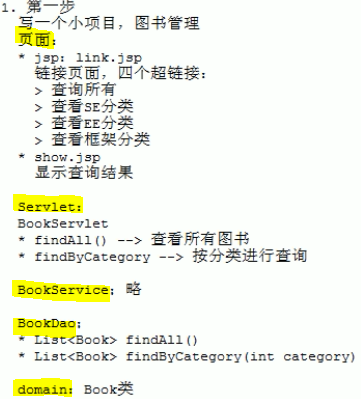 1. 第一步
写一个小项目, 图书管理
页面:
* jsp: link.jsp
链接页面, 四个超链接:
> 查询所有
> 查看SE分类
> 查看EE分类
> 查看框架分类
* show.jsp
显示查询结果
Servlet:
BookServlet
* findAll() --> 查看所有图书
* findByCategory --> 按分类进行查询
BookService: 略
BookDao:
* List<Book> findAll()
* List<Book> findByCategory(int category)
domain: Book类